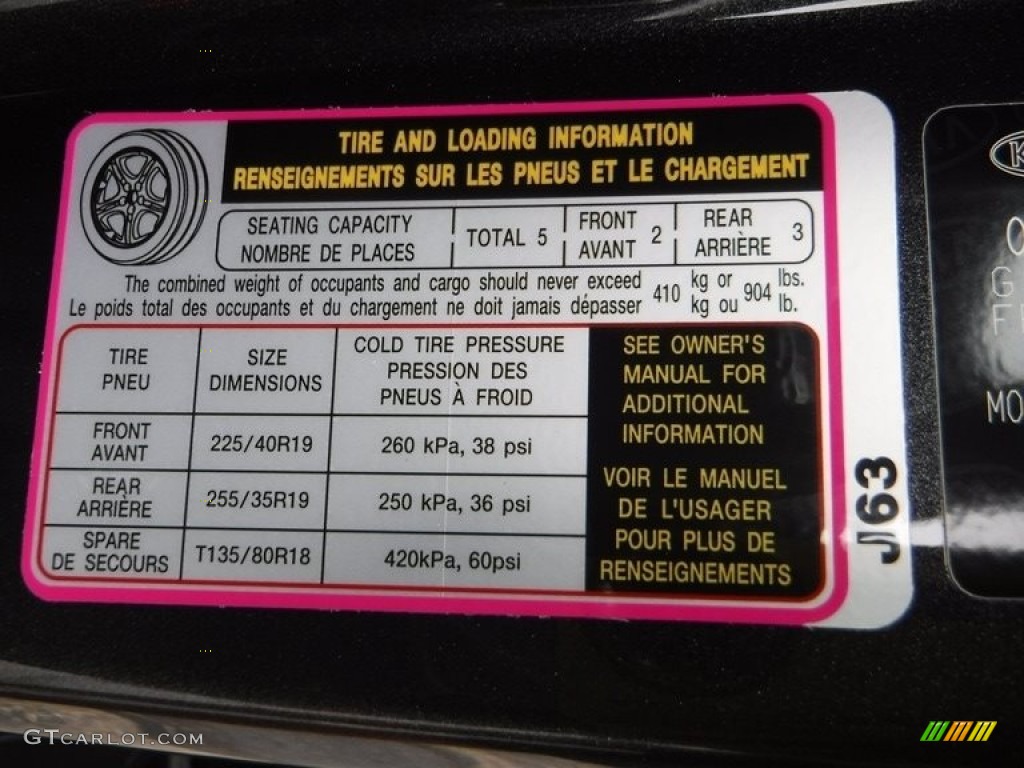 TIRE AND LOADING INFORMATION
RENSEIGNEMENTS SUR LES PNEUS ET LE CHARGEMENT
SEATING CAPACITY
NOMBRE DE PLACES
TOTAL 5
FRONT
AVANT
2
REAR
ARRIÈRE
3
The combined weight of occupants and cargo should never exceed
Le poids total des occupants et du chargement ne doit jamais dépasser
410
kg or
kg ou
904
lbs.
lb.
TIRE
PNEU
SIZE
DIMENSIONS
COLD TIRE PRESSURE
PRESSION DES
PNEUS À FROID
FRONT
AVANT
225/40R19
260 kPa, 38 psi
REAR
ARRIÈRE
255/35R19
250 kPa, 36 psi
SPARE
DE SECOURS
T135/80R18
420kPa, 60psi
SEE OWNER'S
MANUAL FOR
ADDITIONAL
INFORMATION
VOIR LE MANUEL
DE L'USAGER
POUR PLUS DE
RENSEIGNEMENTS
J163
MO
GTCARLOT.COM